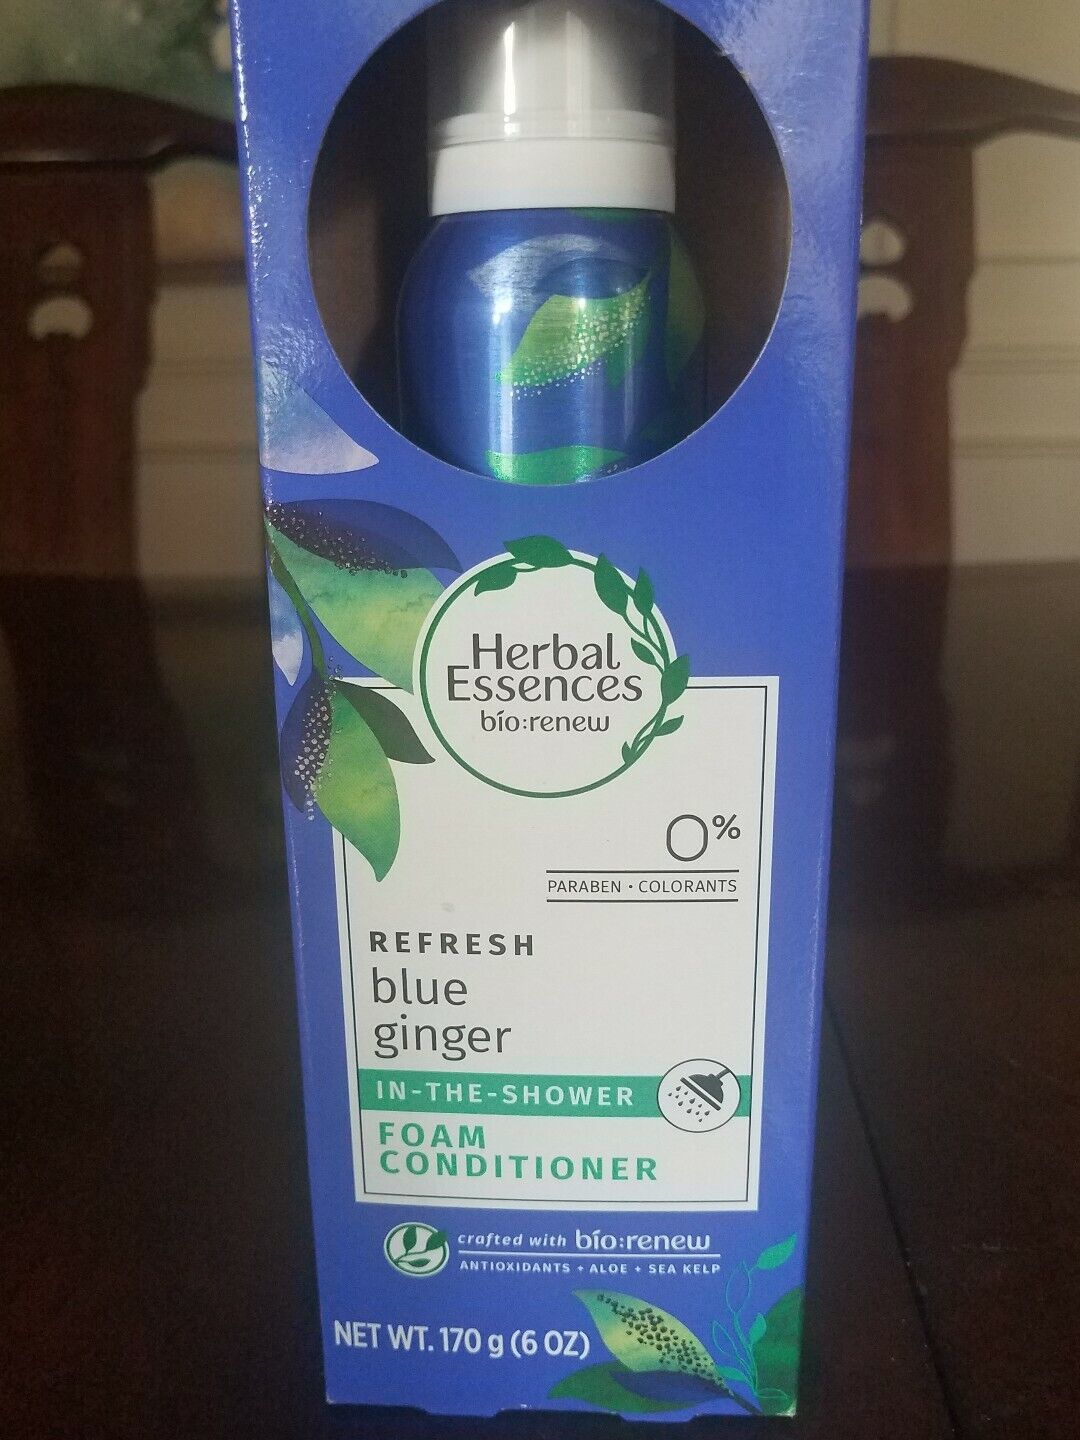 Herbal
Essences
bío:renew
0%
PARABEN • COLORANTS
REFRESH
blue
ginger
IN-THE-SHOWER
FOAM
CONDITIONER
crafted with bío:renew
ANTIOXIDANTS + ALOE + SEA KELP
NET WT. 170 g (6 OZ)